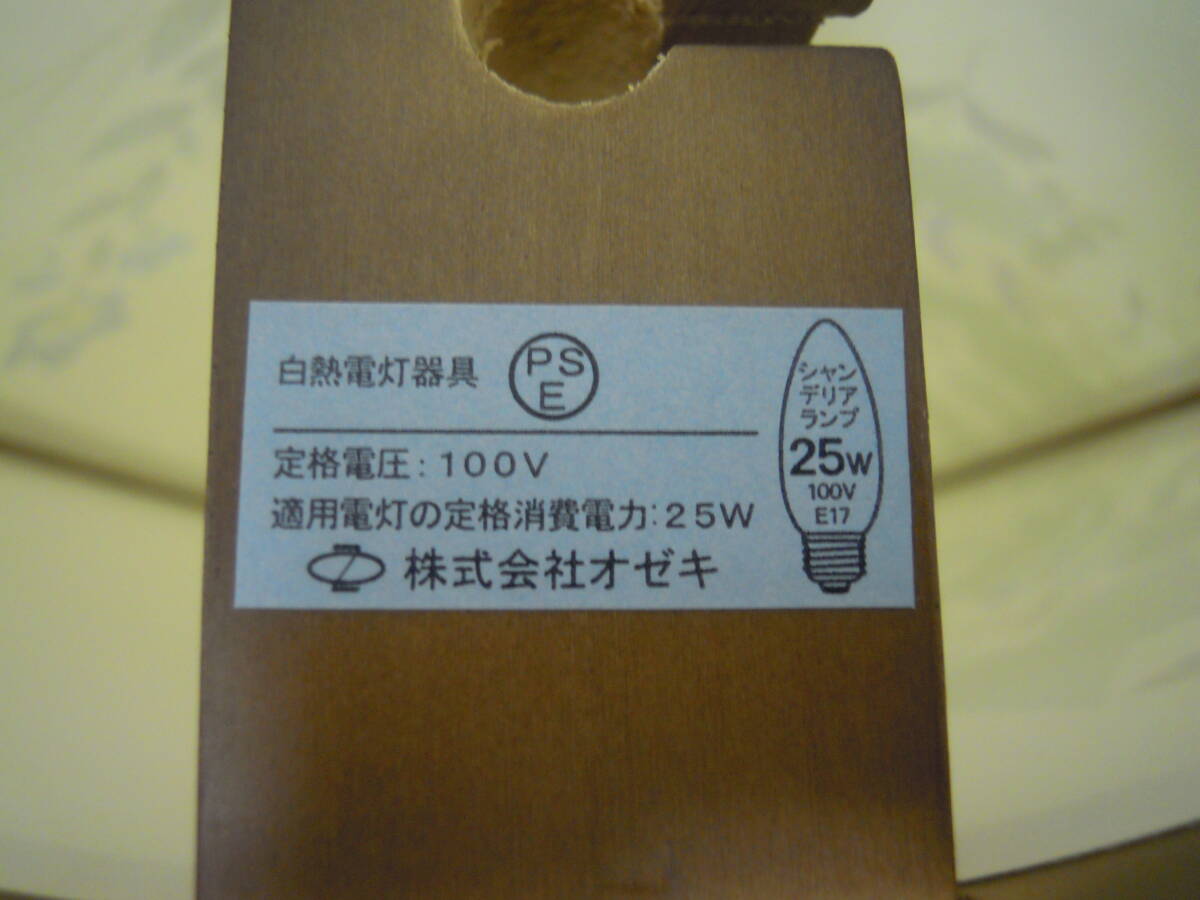 白熱電灯器具
PS
E
定格電圧:100V
適用電灯の定格消費電力:25W
株式会社オゼキ
シャン
デリア
ランプ
25W
100V
E17